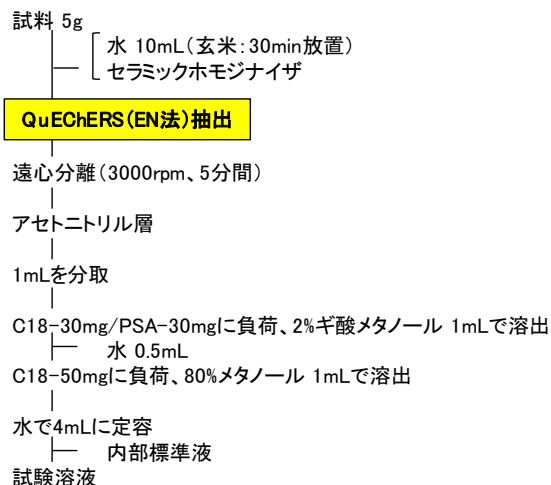 試料 5g
水 10mL(玄米：30min放置)
セラミックホモジナイザ
QuEChERS(EN法)抽出
遠心分離(3000rpm、5分間)
アセトニトリル層
1mLを分取
C18-30mg/PSA-30mgに負荷、2%ギ酸メタノール 1mLで溶出
水 0.5mL
C18-50mgに負荷、80%メタノール 1mLで溶出
水で4mLに定容
内部標準液
試験溶液